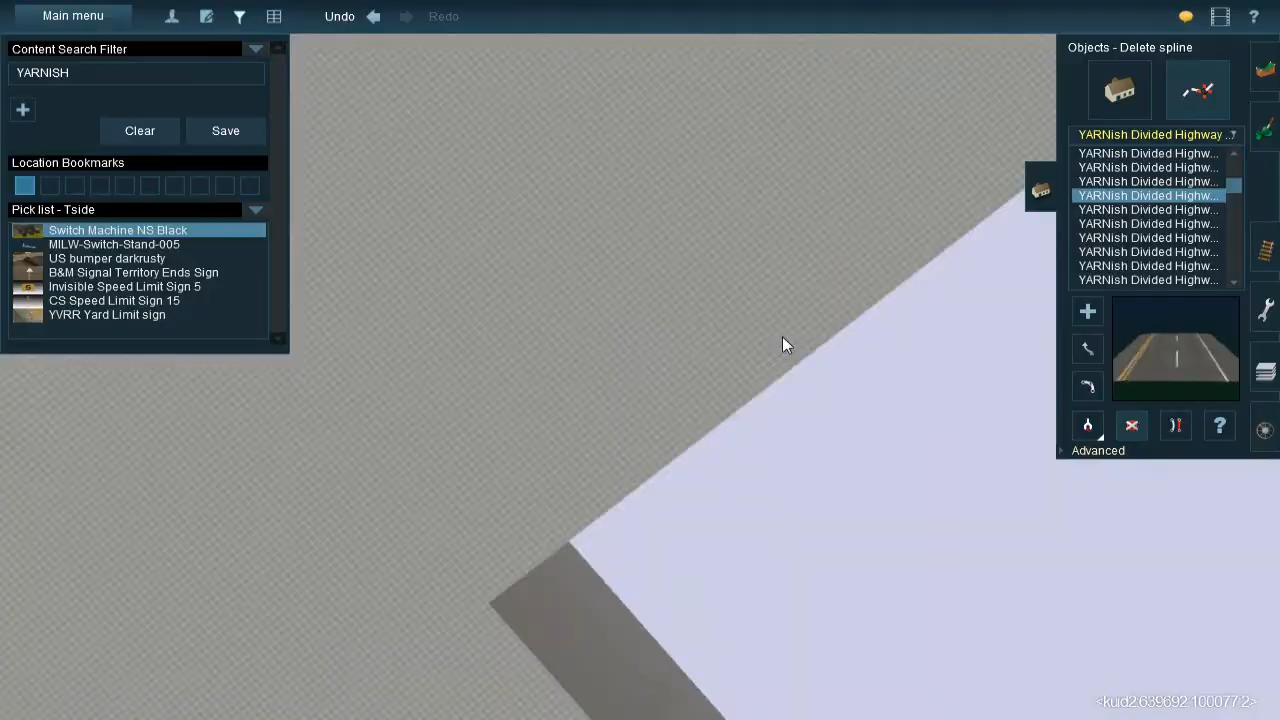 Main menu
Undo
Redo
?
Content Search Filter
YARNISH
Clear
Save
Location Bookmarks
Pick list - Tside
Switch Machine NS Black
MILW-Switch-Stand-005
US bumper darkrusty
B&M Signal Territory Ends Sign
Invisible Speed Limit Sign 5
CS Speed Limit Sign 15
YVRR Yard Limit sign
Objects - Delete spline
YARNish Divided Highway ...
YARNish Divided Highw...
YARNish Divided Highw...
YARNish Divided Highw...
YARNish Divided Highw...
YARNish Divided Highw...
YARNish Divided Highw...
YARNish Divided Highw...
YARNish Divided Highw...
YARNish Divided Highw...
YARNish Divided Highw...
?
Advanced
<kuid2:639692:100077:2>